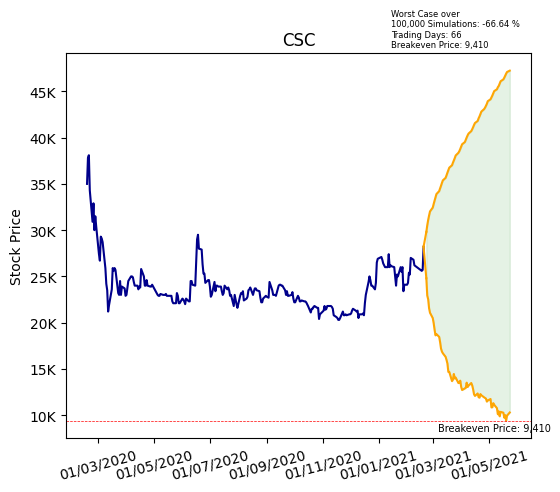 Worst Case over
100,000 Simulations: -66.64 %
Trading Days: 66
Breakeven Price: 9,410
CSC
Stock Price
45K
40K
35K
30K
25K
20K
15K
10K
Breakeven Price: 9,410
01/03/2020
01/05/2020
01/07/2020
01/09/2020
01/11/2020
01/01/2021
01/03/2021
01/05/2021